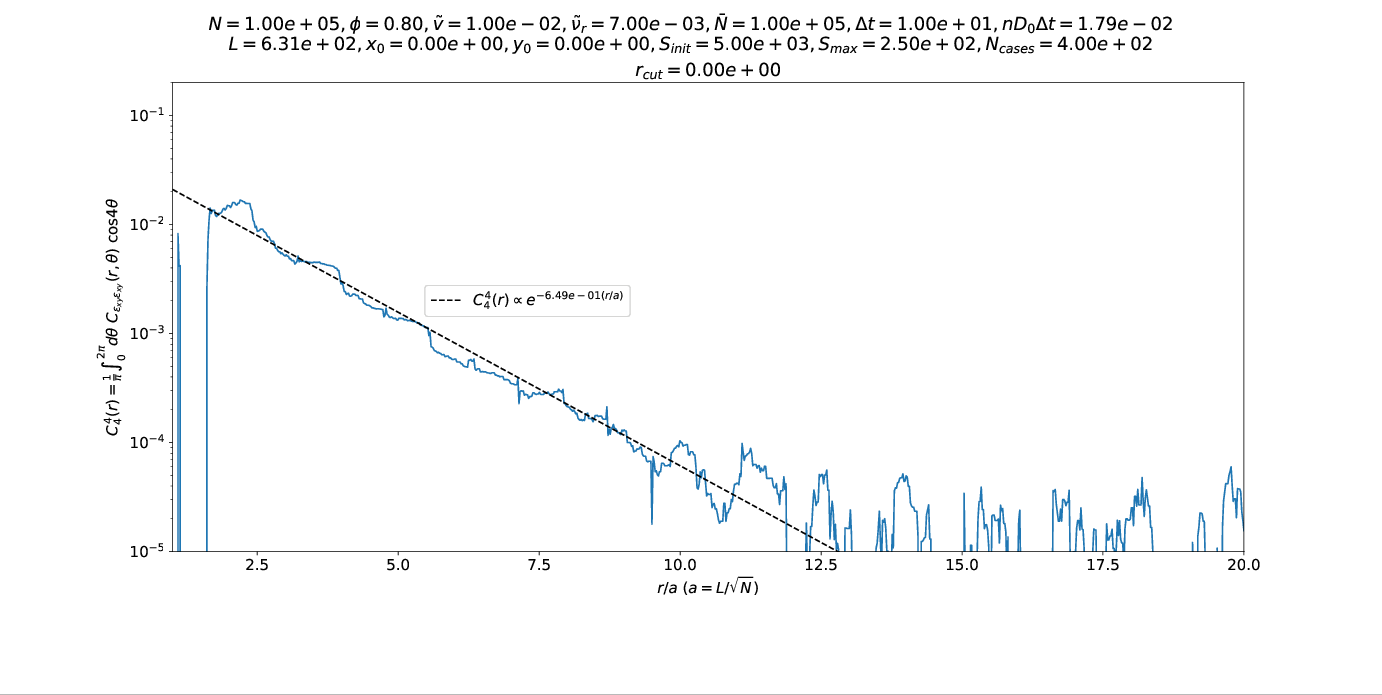 N = 1.00e + 05, ϕ = 0.80, ṽ = 1.00e − 02, ν̃_r = 7.00e − 03, N̄ = 1.00e + 05, Δt = 1.00e + 01, nD_0Δt = 1.79e − 02
L = 6.31e + 02, x_0 = 0.00e + 00, y_0 = 0.00e + 00, S_init = 5.00e + 03, S_max = 2.50e + 02, N_cases = 4.00e + 02
r_cut = 0.00e + 00
10^−1
10^−2
10^−3
10^−4
10^−5
C_4^4(r) = 1/π ∫_0^2π dθ C_ε_xyε_xy(r, θ) cos4θ
C_4^4(r) ∝ e^−6.49e − 01(r/a)
2.5 5.0 7.5 10.0 12.5 15.0 17.5 20.0
r/a (a = L/√N)